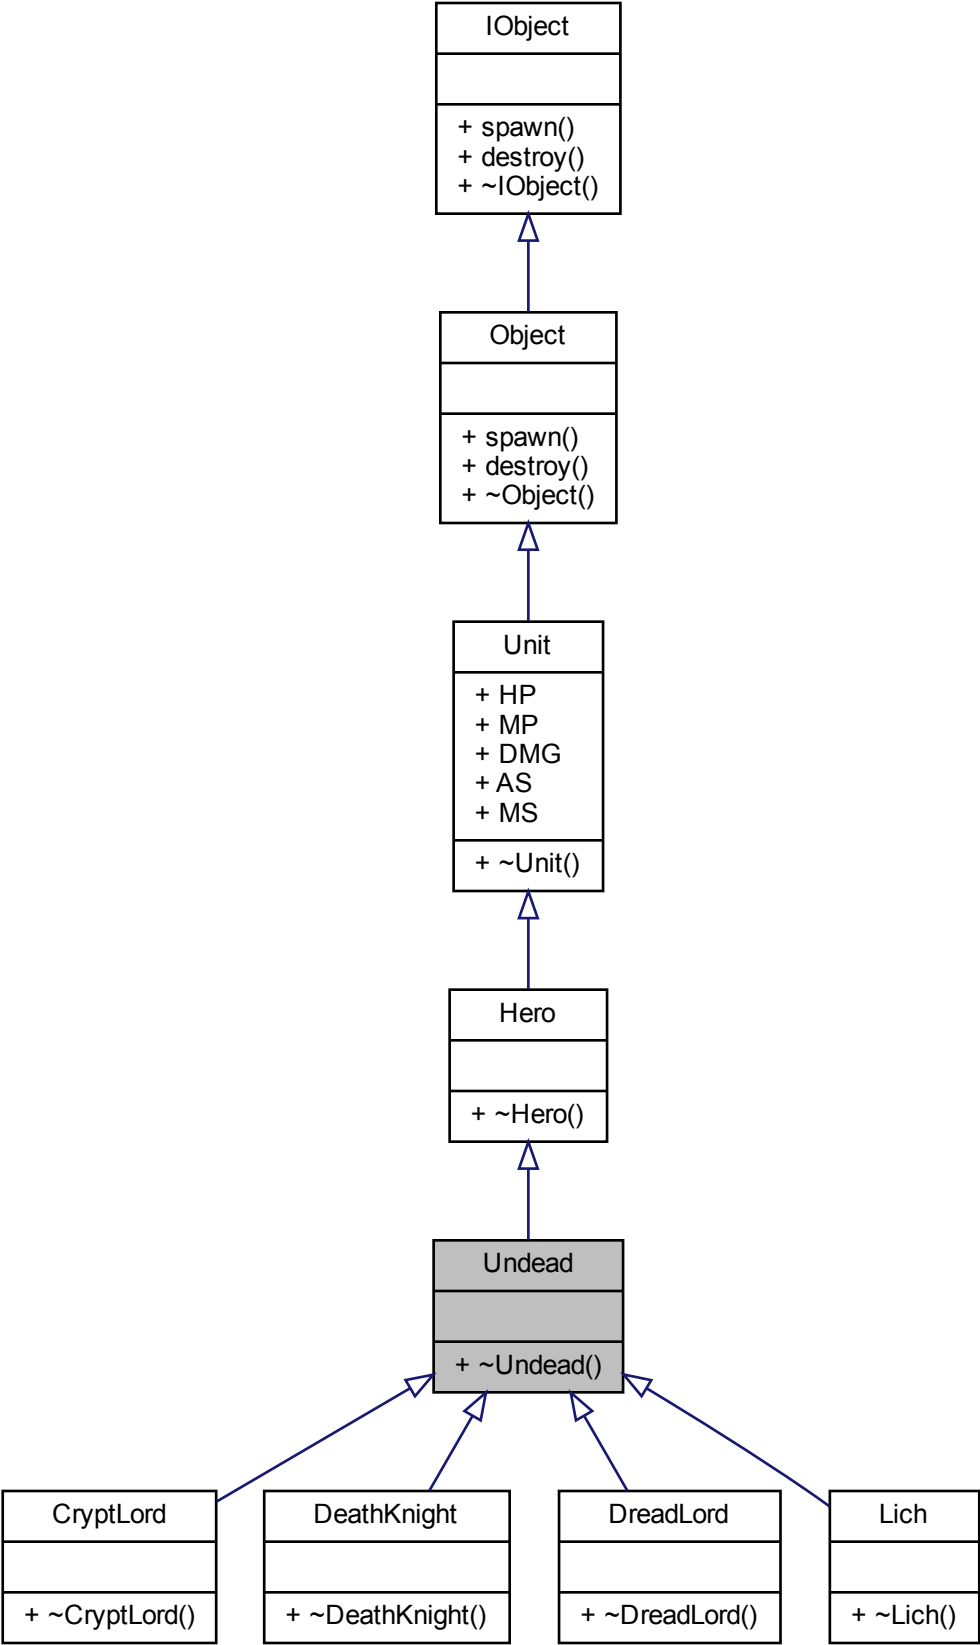 IObject
+ spawn()
+ destroy()
+ ~IObject()
Object
+ spawn()
+ destroy()
+ ~Object()
Unit
+ HP
+ MP
+ DMG
+ AS
+ MS
+ ~Unit()
Hero
+ ~Hero()
Undead
+ ~Undead()
CryptLord
+ ~CryptLord()
DeathKnight
+ ~DeathKnight()
DreadLord
+ ~DreadLord()
Lich
+ ~Lich()